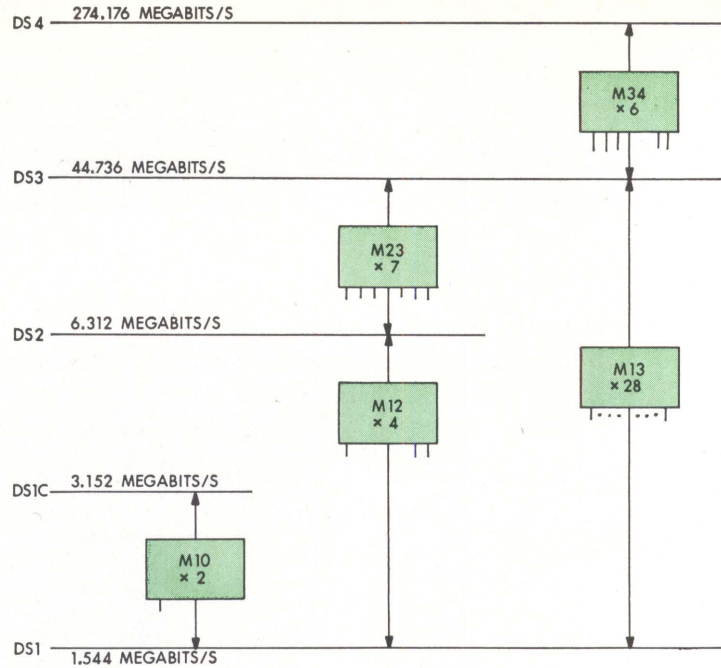 DS4 274.176 MEGABITS/S
M34
× 6
DS3 44.736 MEGABITS/S
M23
× 7
DS2 6.312 MEGABITS/S
M13
× 28
M12
× 4
DS1C 3.152 MEGABITS/S
M10
× 2
DS1 1.544 MEGABITS/S